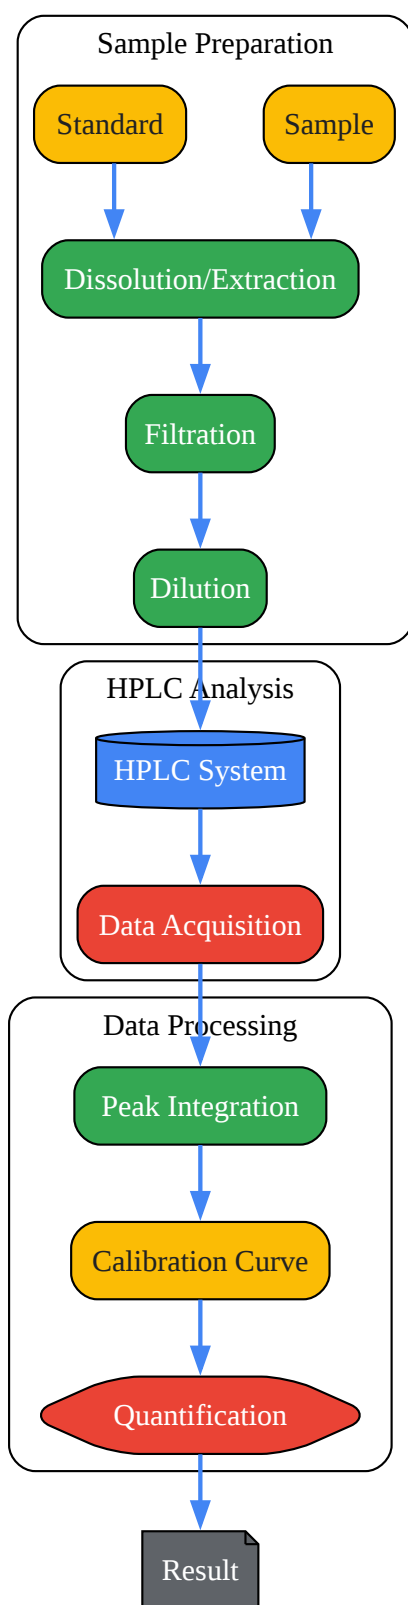 Sample Preparation
Standard
Sample
Dissolution/Extraction
Filtration
Dilution
HPLC Analysis
HPLC System
Data Acquisition
Data Processing
Peak Integration
Calibration Curve
Quantification
Result